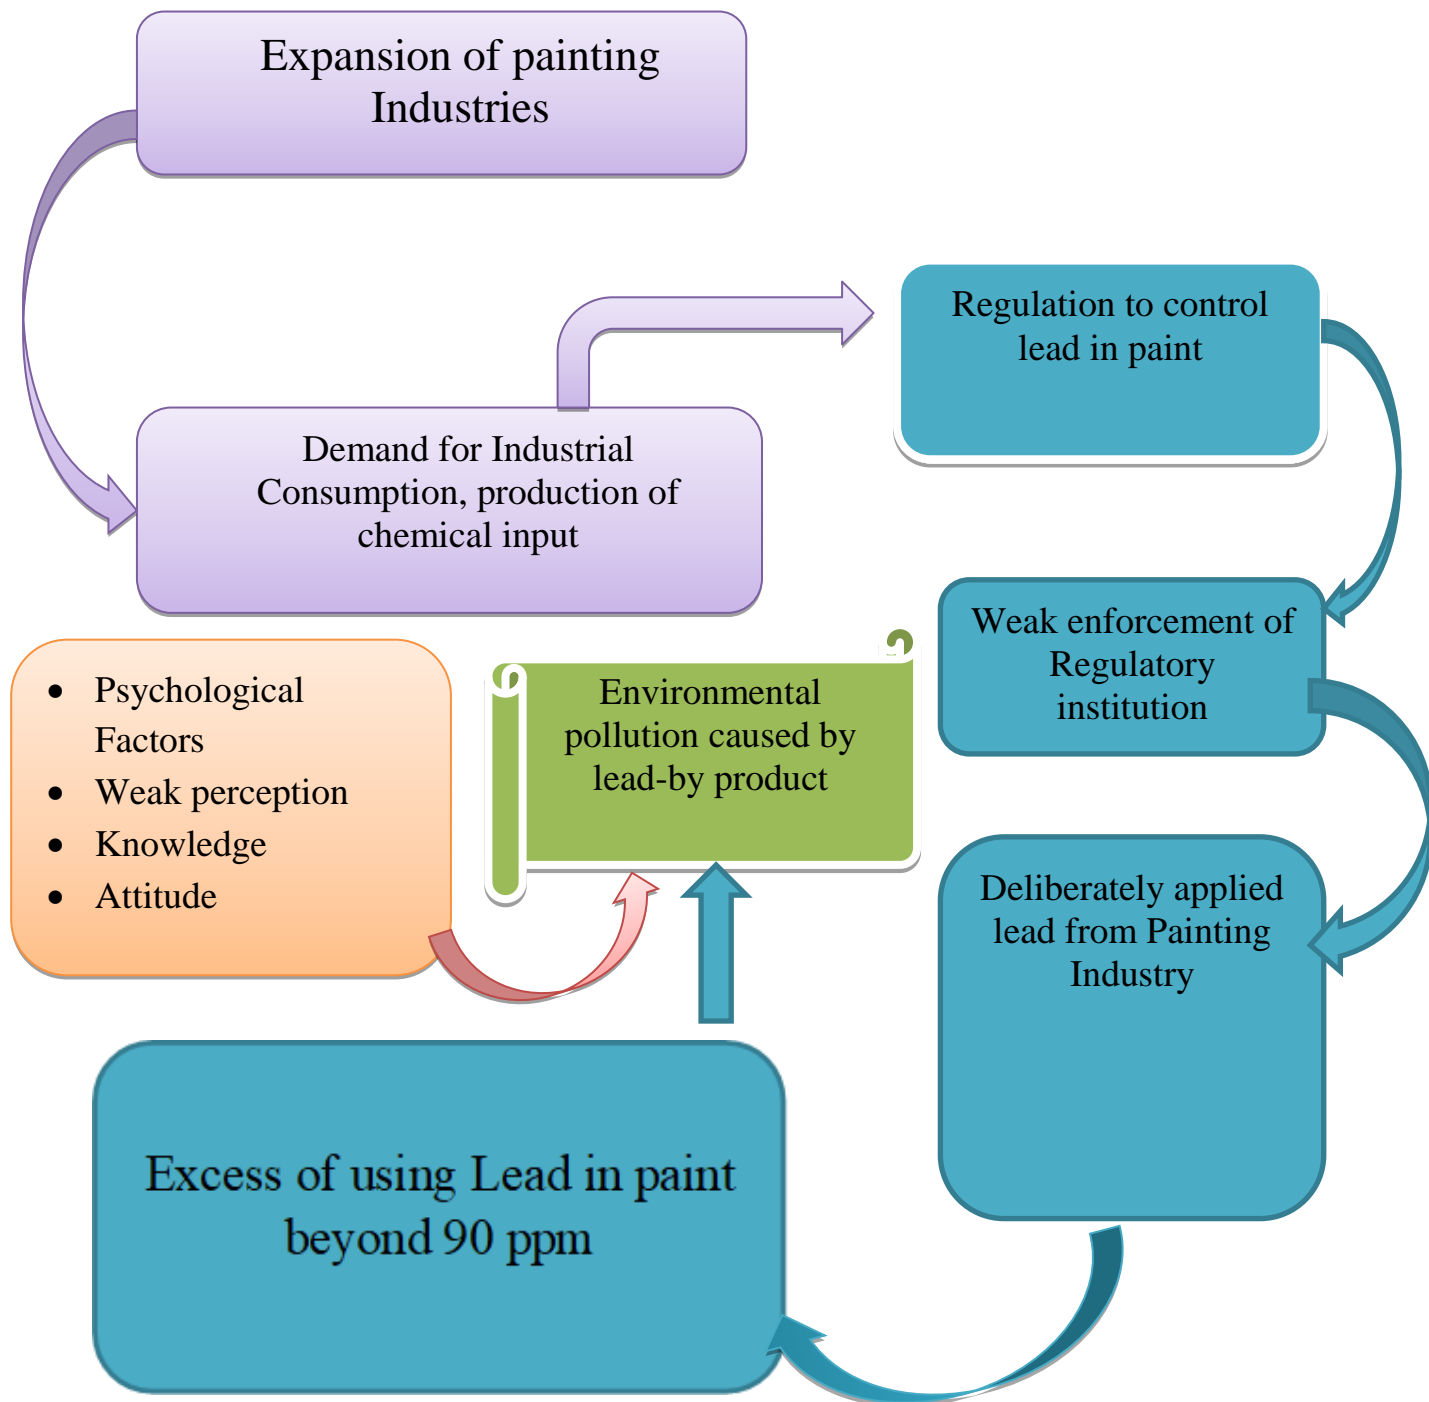 Expansion of painting
Industries
Regulation to control
lead in paint
Demand for Industrial
Consumption, production of
chemical input
Weak enforcement of
Regulatory
institution
• Psychological
Factors
• Weak perception
• Knowledge
• Attitude
Environmental
pollution caused by
lead-by product
Deliberately applied
lead from Painting
Industry
Excess of using Lead in paint
beyond 90 ppm